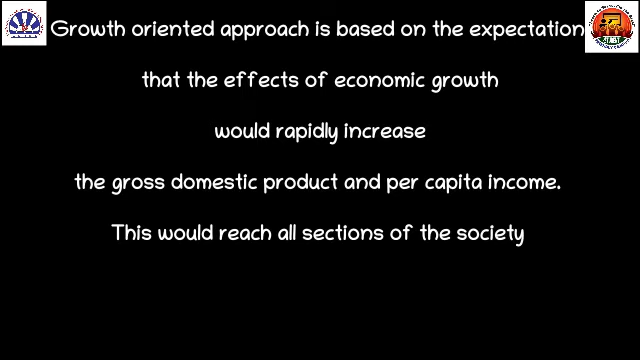 Growth oriented approach is based on the expectation
that the effects of economic growth
would rapidly increase
the gross domestic product and per capita income.
This would reach all sections of the society